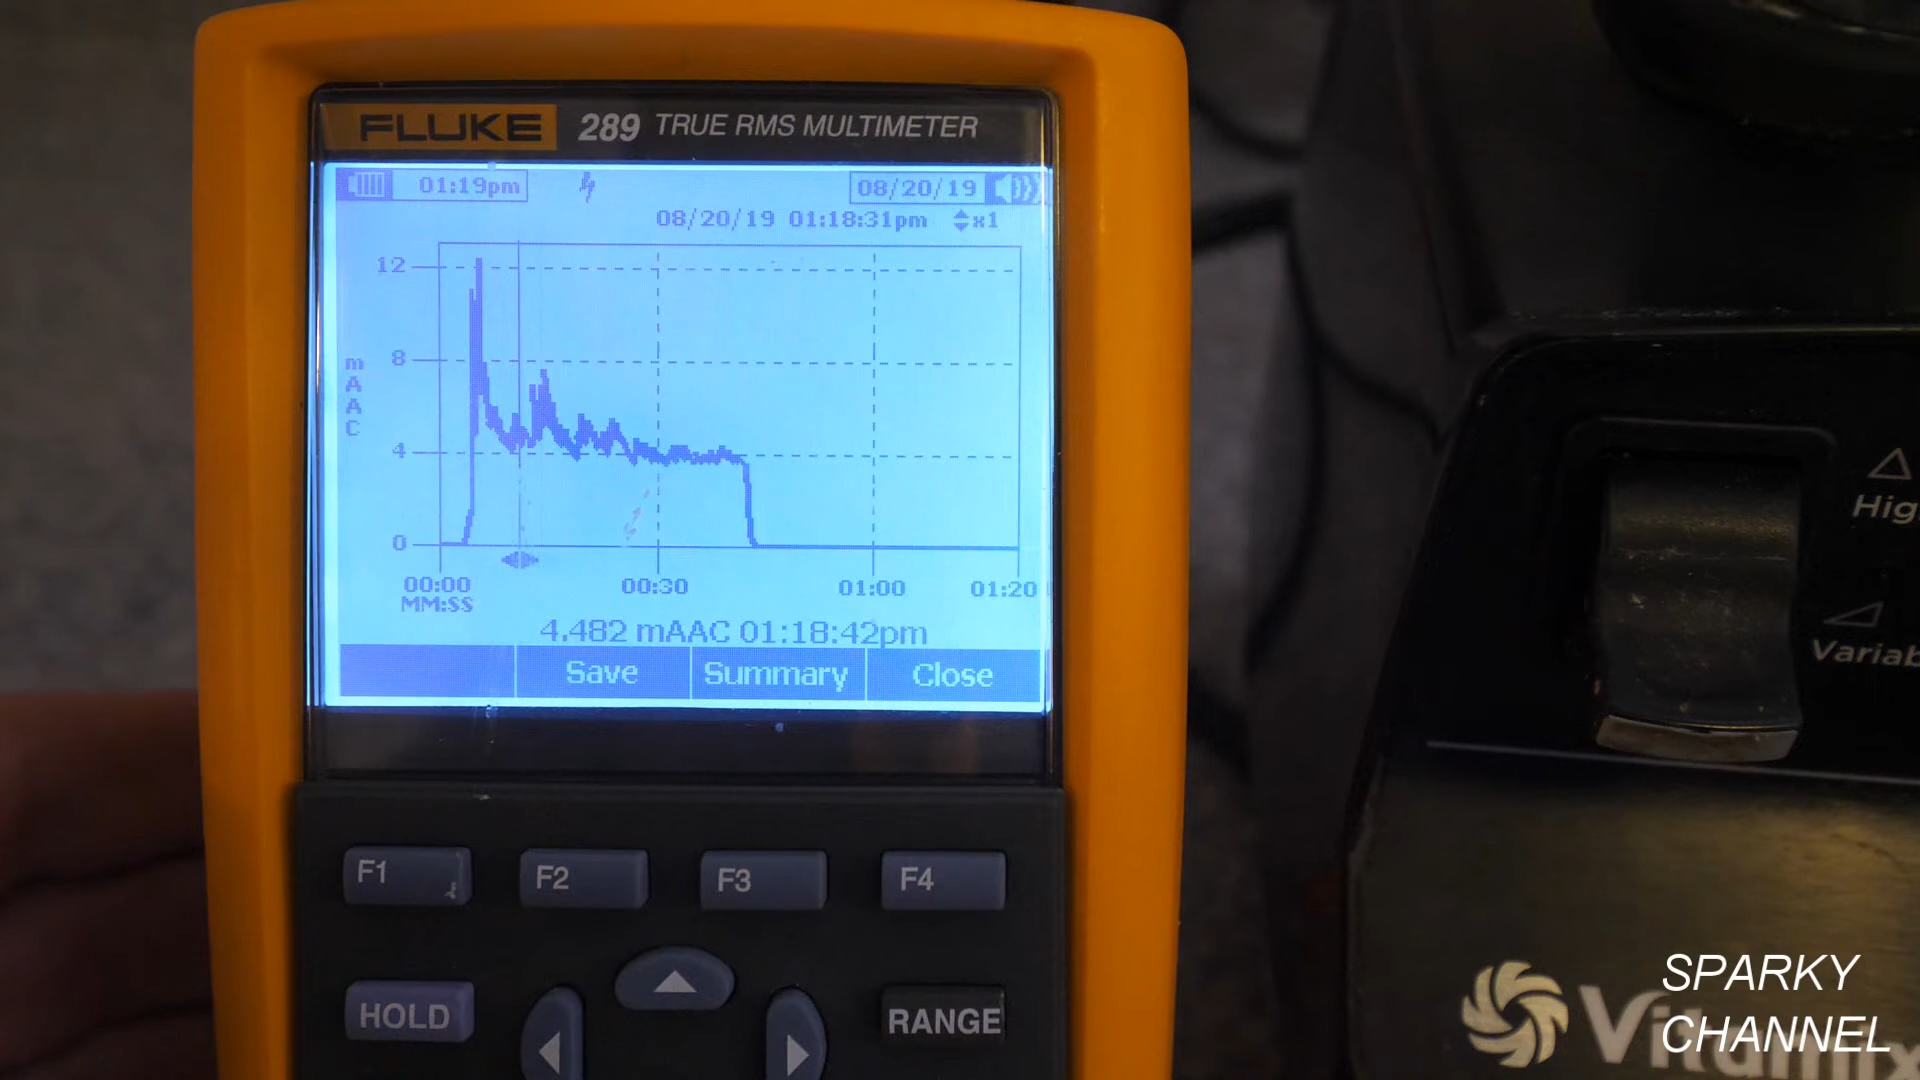 FLUKE 289 TRUE RMS MULTIMETER
01:19pm 08/20/19
08/20/19 01:18:31pm x1
12
8
4
0
mAAC
00:00 00:30 01:00 01:20
MM:SS
4.482 mAAC 01:18:42pm
Save Summary Close
F1 F2 F3 F4
HOLD RANGE
High
Variab
Vitamix
SPARKY
CHANNEL